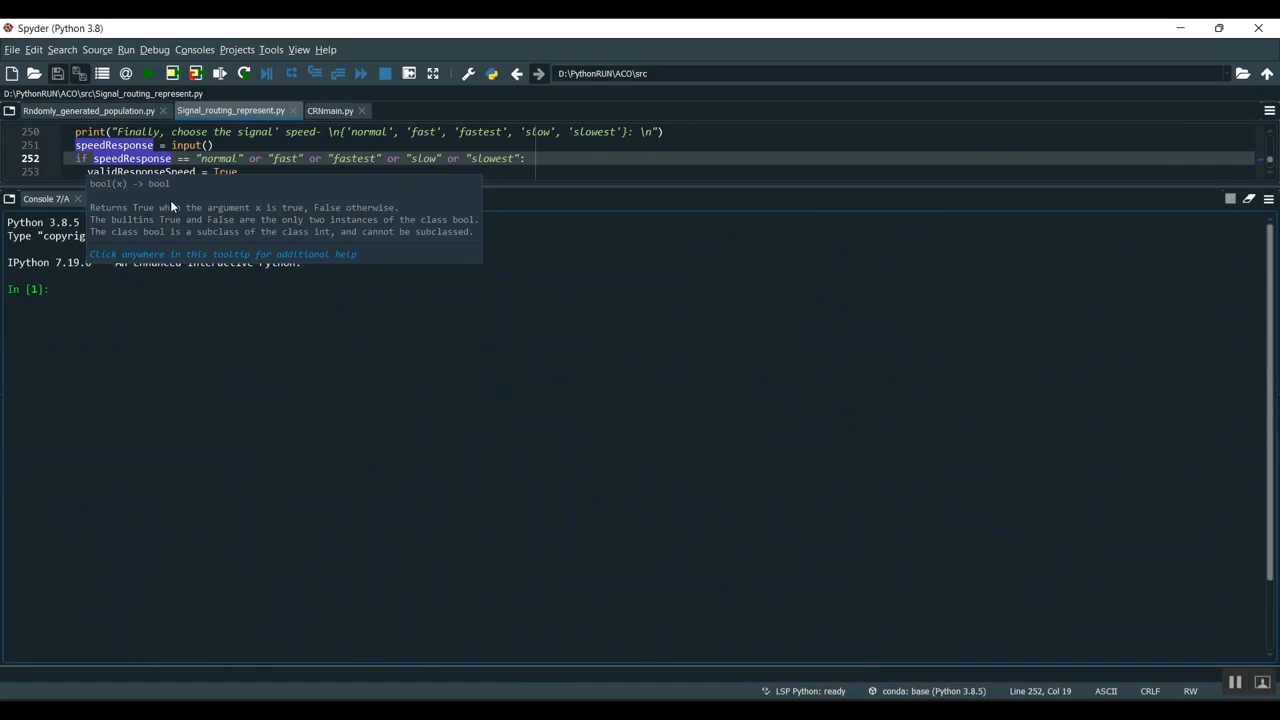 Spyder (Python 3.8)
File Edit Search Source Run Debug Consoles Projects Tools View Help
D:\PythonRUN\ACO\src
D:\PythonRUN\ACO\src\Signal_routing_represent.py
Rndomly_generated_population.py Signal_routing_represent.py CRNmain.py
250 print("Finally, choose the signal' speed- \n{'normal', 'fast', 'fastest', 'slow', 'slowest'}: \n")
251 speedResponse = input()
252 if speedResponse == "normal" or "fast" or "fastest" or "slow" or "slowest":
253 validResponseSpeed = True
bool(x) -> bool
Console 7/A
Returns True when the argument x is true, False otherwise.
The builtins True and False are the only two instances of the class bool.
The class bool is a subclass of the class int, and cannot be subclassed.
Click anywhere in this tooltip for additional help
Python 3.8.5
Type "copyrig
IPython 7.19.0 -- An enhanced Interactive Python.
In [1]:
LSP Python: ready conda: base (Python 3.8.5) Line 252, Col 19 ASCII CRLF RW